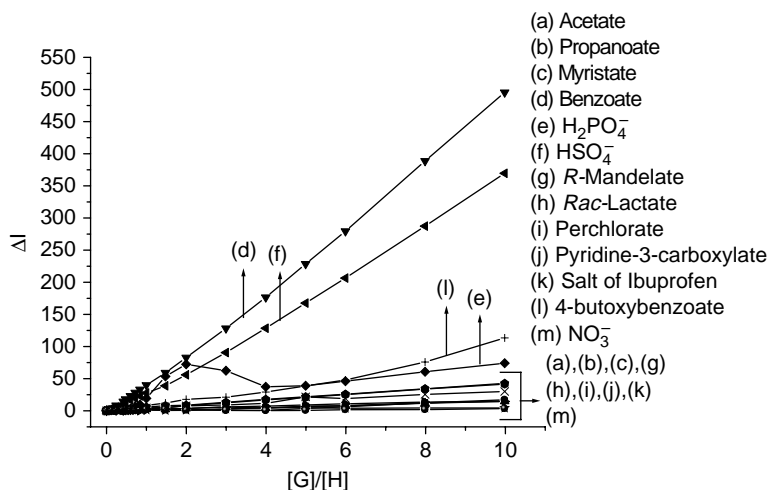 (a) Acetate
(b) Propanoate
(c) Myristate
(d) Benzoate
(e) H₂PO₄⁻
(f) HSO₄⁻
(g) R-Mandelate
(h) Rac-Lactate
(i) Perchlorate
(j) Pyridine-3-carboxylate
(k) Salt of Ibuprofen
(l) 4-butoxybenzoate
(m) NO₃⁻
(a),(b),(c),(g)
(h),(i),(j),(k)
(m)
550
500
450
400
350
300
250
200
150
100
50
0
ΔI
(d)
(f)
(l)
(e)
0 2 4 6 8 10
[G]/[H]